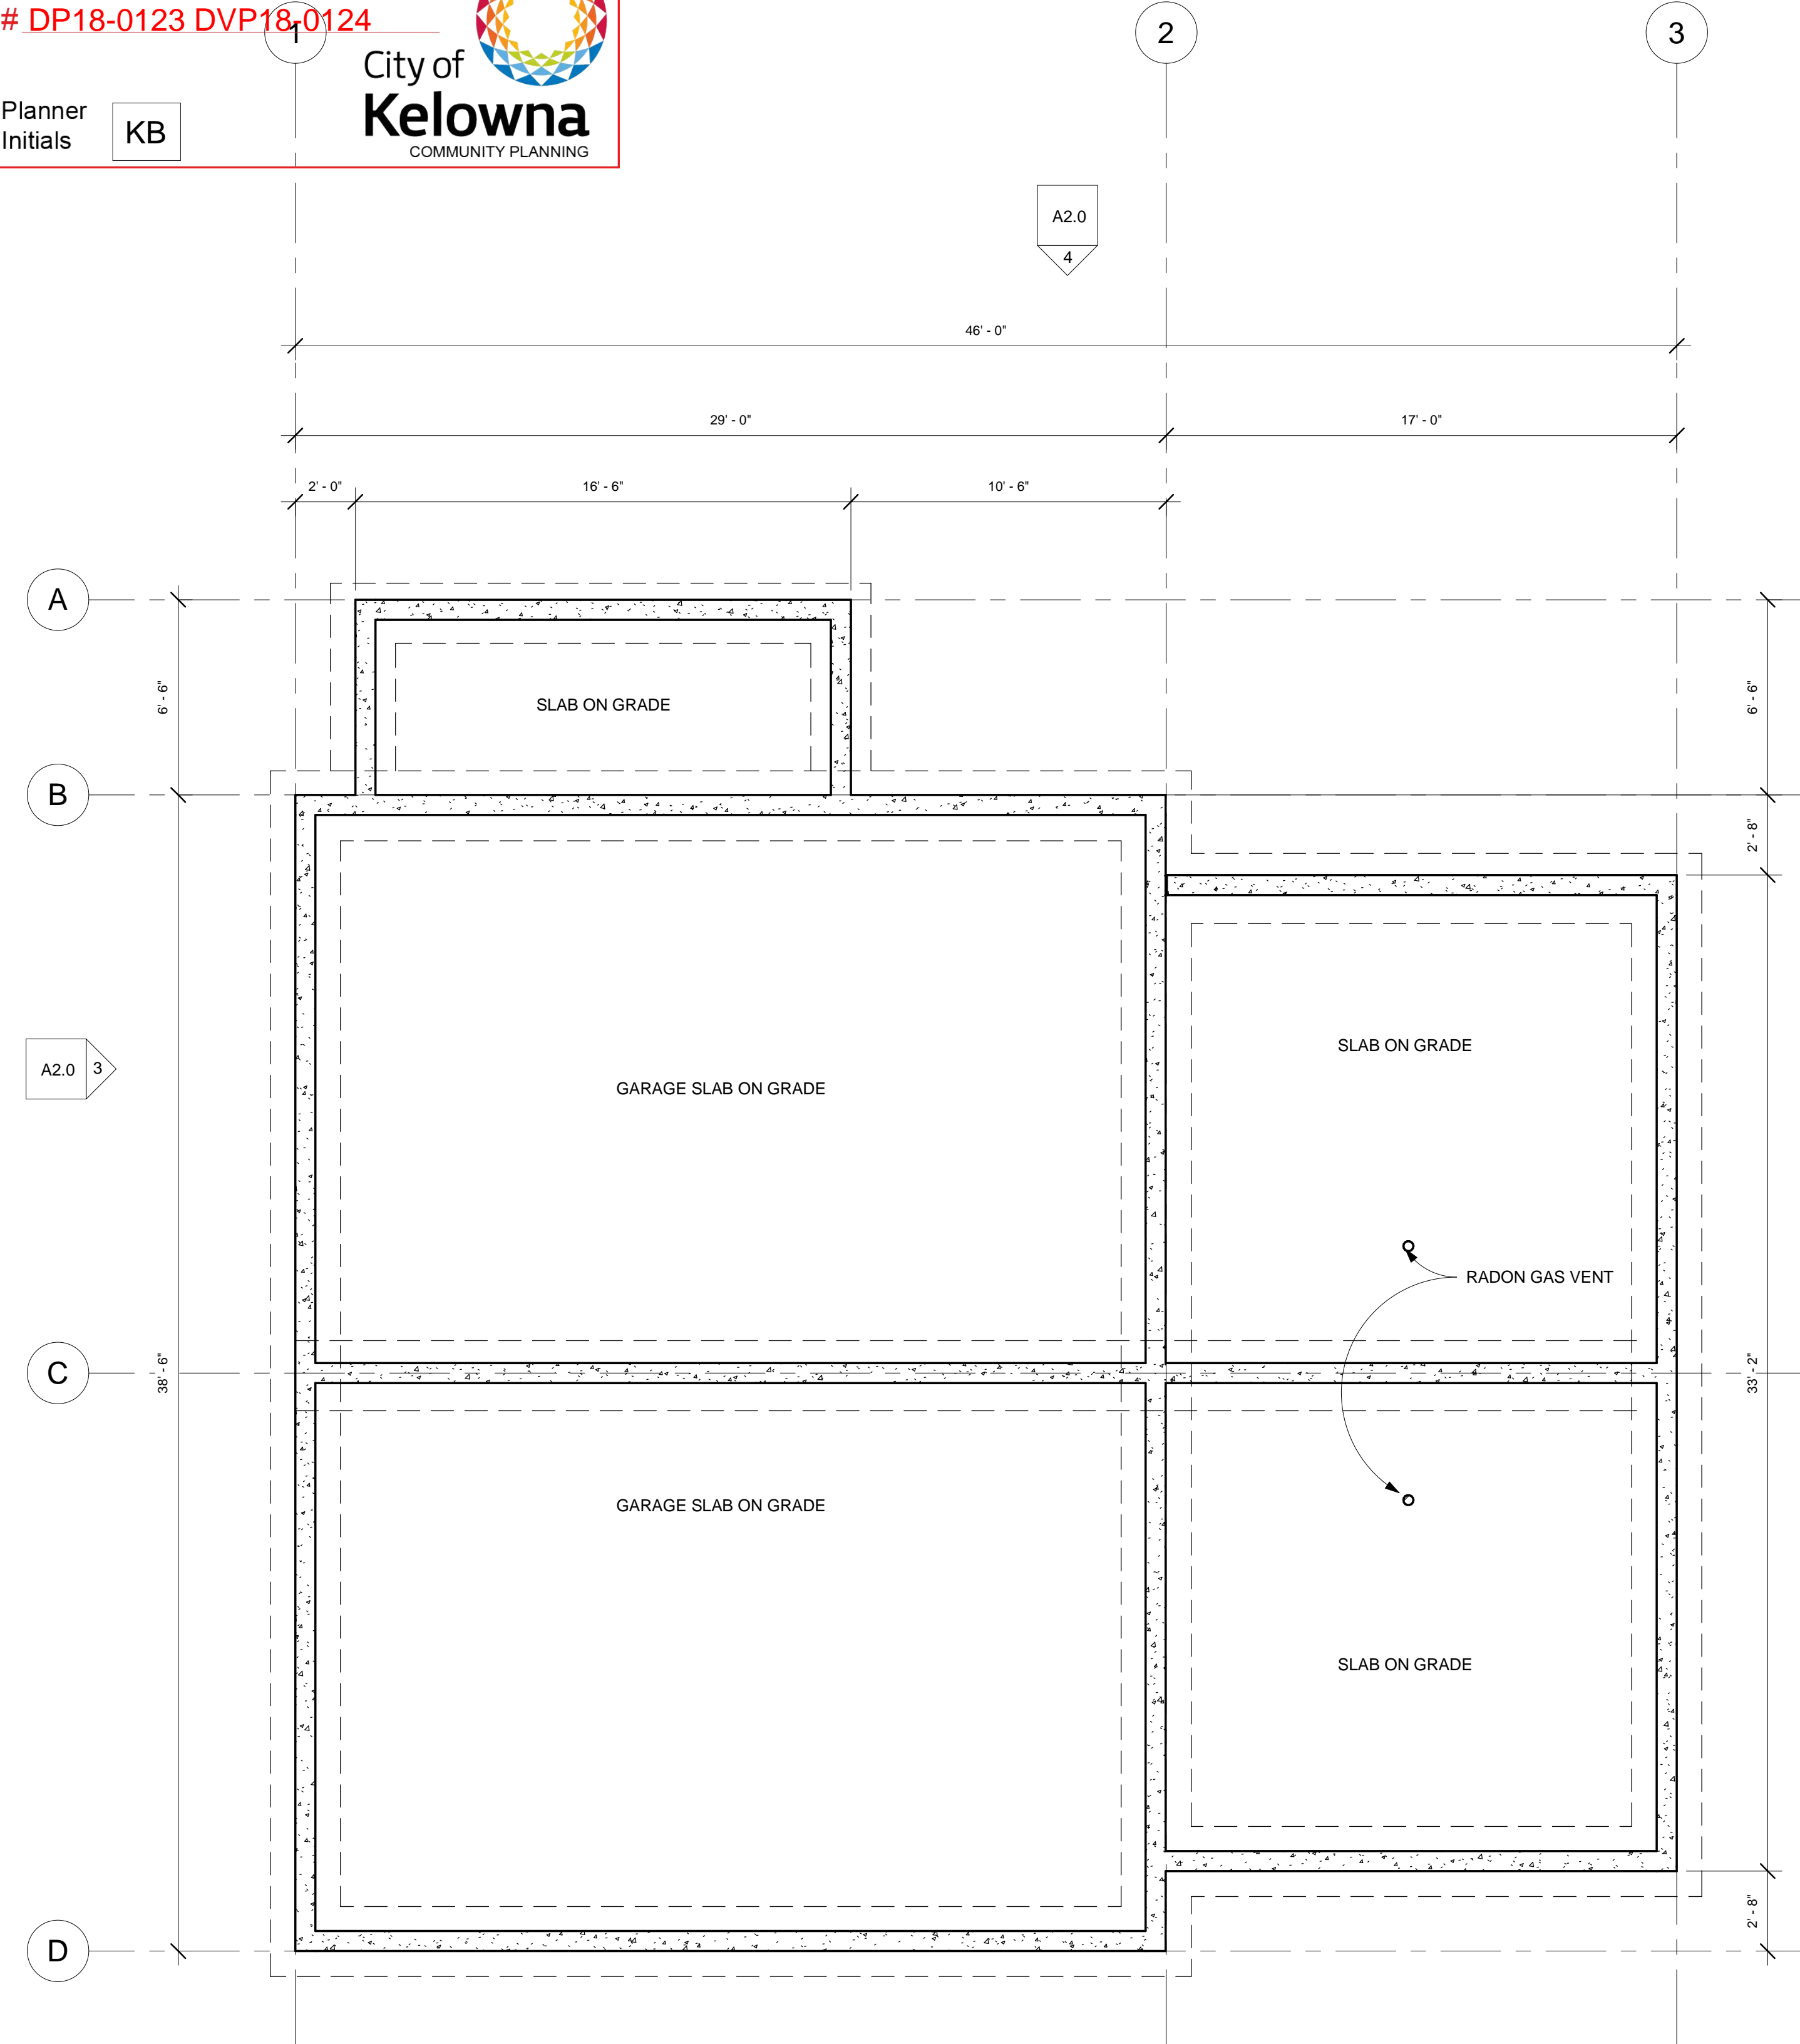 # DP18-0123 DVP18-0124
City of
Kelowna
COMMUNITY PLANNING
Planner
Initials
KB
1
2
3
A2.0
4
46' - 0"
29' - 0"
17' - 0"
2' - 0"
16' - 6"
10' - 6"
A
6' - 6"
SLAB ON GRADE
6' - 6"
B
2' - 8"
A2.0
3
GARAGE SLAB ON GRADE
SLAB ON GRADE
RADON GAS VENT
C
38' - 6"
33' - 2"
GARAGE SLAB ON GRADE
SLAB ON GRADE
2' - 8"
D